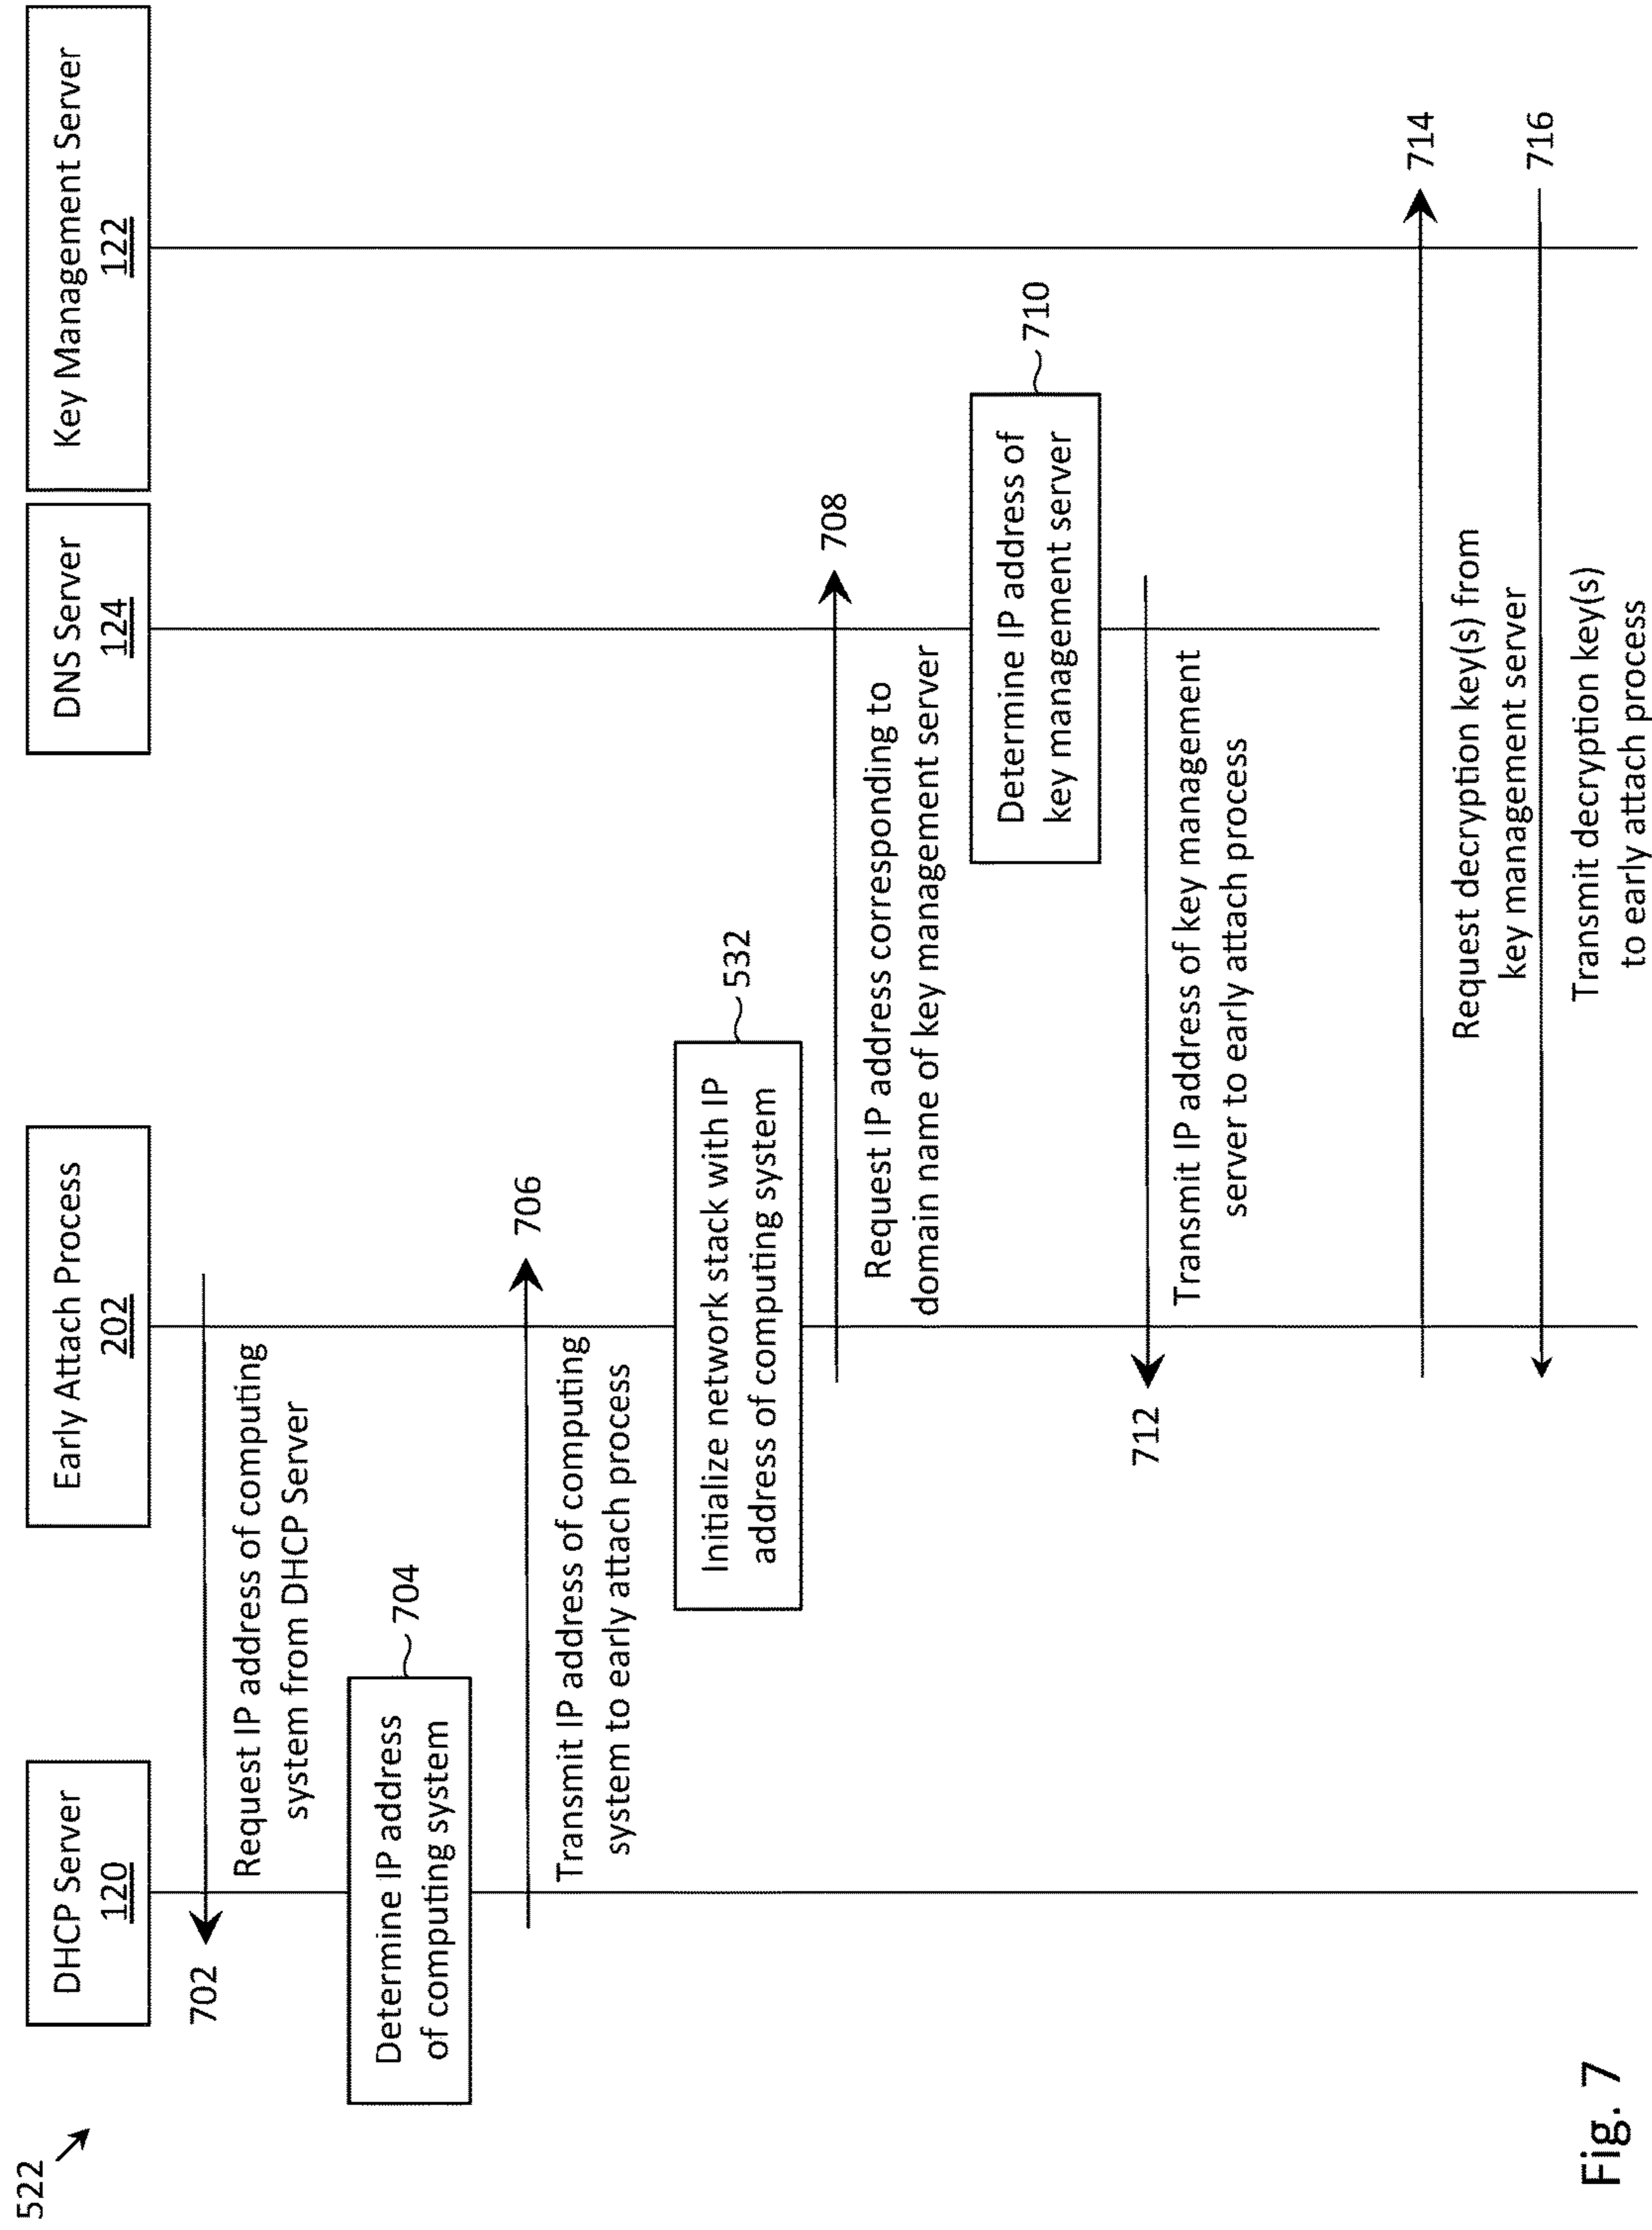 522
DHCP Server
120
Early Attach Process
202
DNS Server
124
Key Management Server
122
702
Request IP address of computing
system from DHCP Server
704
Determine IP address
of computing system
706
Transmit IP address of computing
system to early attach process
532
Initialize network stack with IP
address of computing system
708
Request IP address corresponding to
domain name of key management server
710
Determine IP address of
key management server
712
Transmit IP address of key management
server to early attach process
714
Request decryption key(s) from
key management server
716
Transmit decryption key(s)
to early attach process
Fig. 7